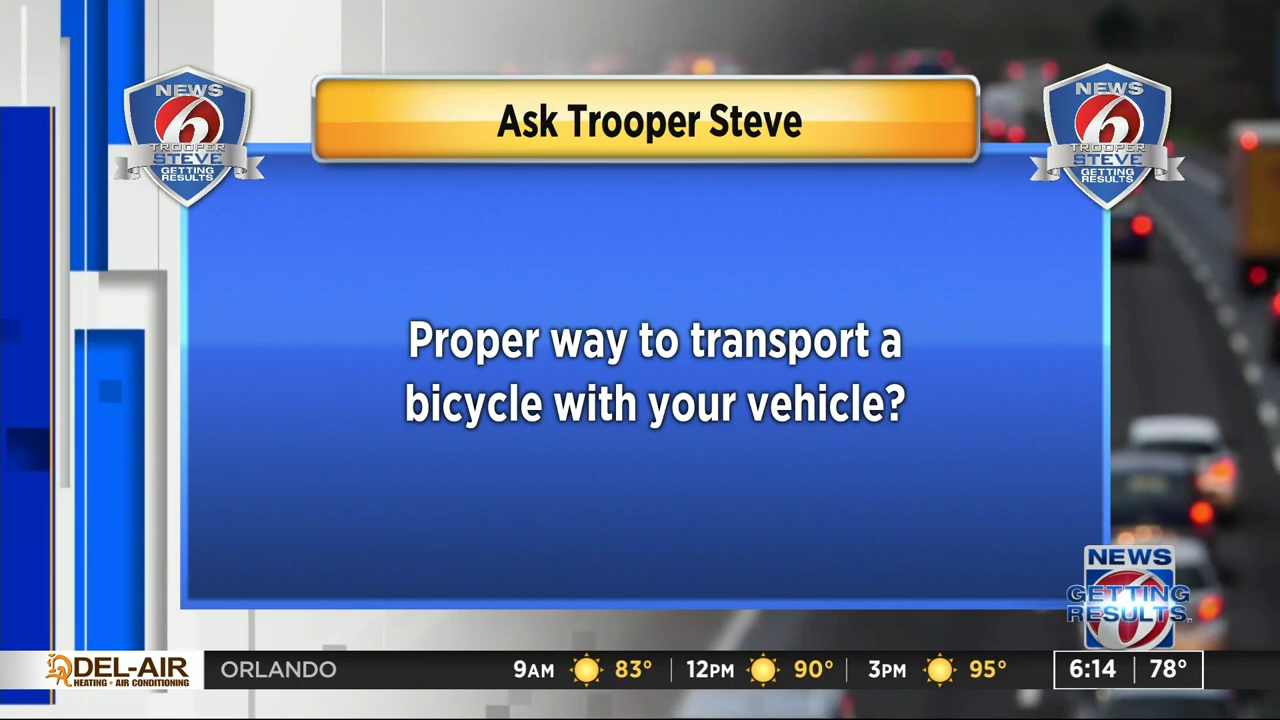 NEWS
6
TROOPER
STEVE
GETTING
RESULTS
Ask Trooper Steve
NEWS
6
TROOPER
STEVE
GETTING
RESULTS
Proper way to transport a
bicycle with your vehicle?
NEWS
6
GETTING
RESULTS.
DEL-AIR
HEATING • AIR CONDITIONING
ORLANDO
9AM 83° 12PM 90° 3PM 95°
6:14 78°